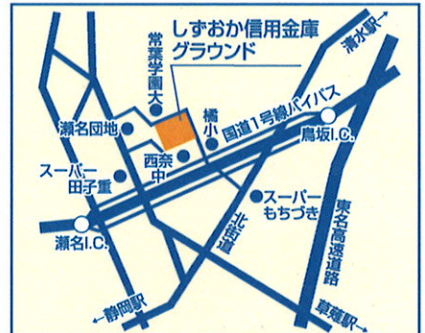 しずおか信用金庫
グラウンド
常葉学園大
清水駅→
瀬名団地
橘小
国道1号線バイパス
鳥坂I.C.
西奈中
スーパー
田子重
スーパー
もちづき
瀬名I.C.
北街道
東名高速道路
←静岡駅
草薙駅→